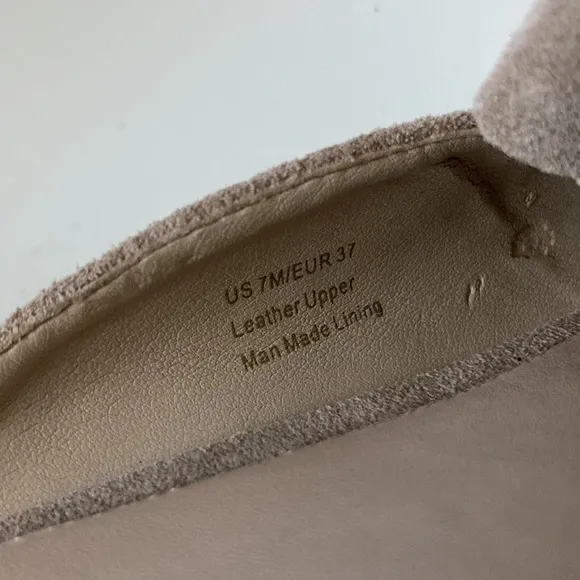 US 7M/EUR 37
Leather Upper
Man Made Lining